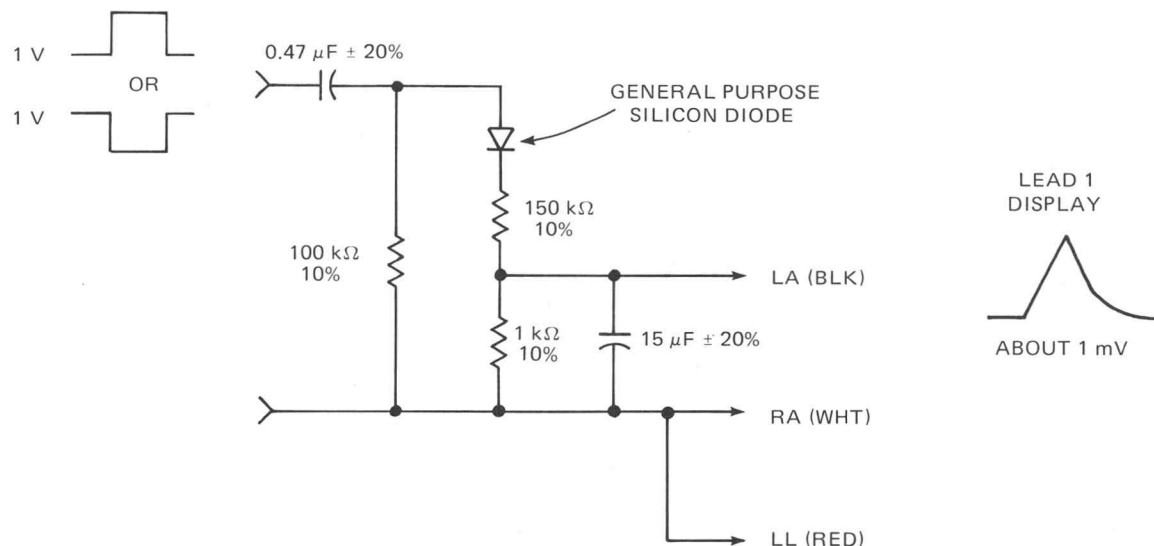 1 V
OR
1 V
0.47 μF ± 20%
GENERAL PURPOSE
SILICON DIODE
150 kΩ
10%
100 kΩ
10%
1 kΩ
10%
15 μF ± 20%
LA (BLK)
RA (WHT)
LL (RED)
LEAD 1
DISPLAY
ABOUT 1 mV